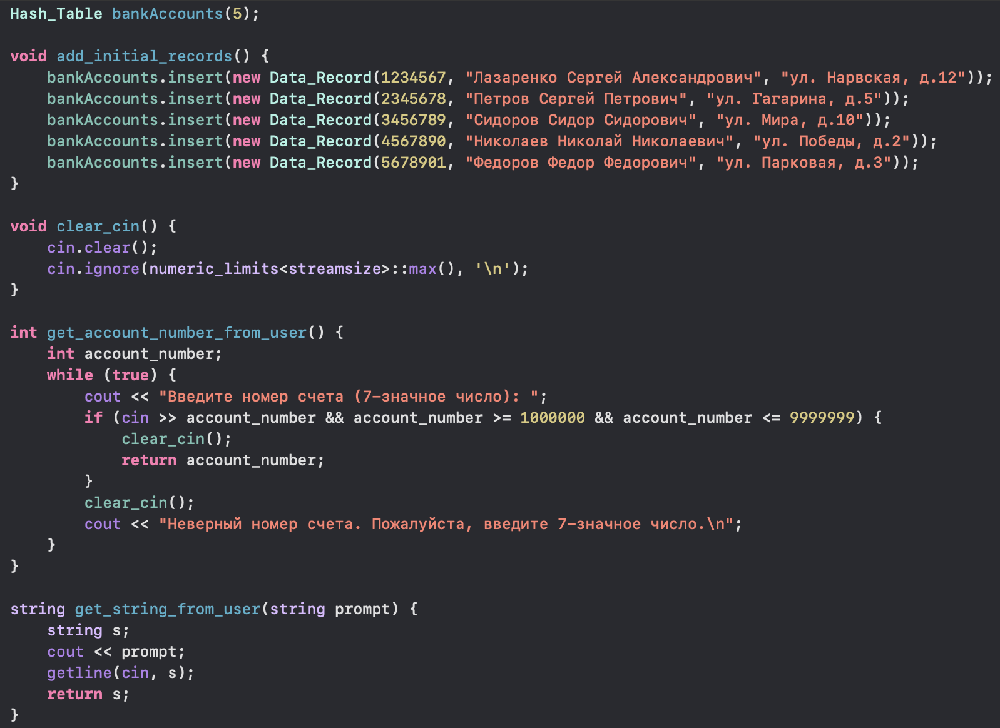 Hash_Table bankAccounts(5);
void add_initial_records() {
    bankAccounts.insert(new Data_Record(1234567, "Лазаренко Сергей Александрович", "ул. Нарвская, д.12"));
    bankAccounts.insert(new Data_Record(2345678, "Петров Сергей Петрович", "ул. Гагарина, д.5"));
    bankAccounts.insert(new Data_Record(3456789, "Сидоров Сидор Сидорович", "ул. Мира, д.10"));
    bankAccounts.insert(new Data_Record(4567890, "Николаев Николай Николаевич", "ул. Победы, д.2"));
    bankAccounts.insert(new Data_Record(5678901, "Федоров Федор Федорович", "ул. Парковая, д.3"));
}
void clear_cin() {
    cin.clear();
    cin.ignore(numeric_limits<streamsize>::max(), '\n');
}
int get_account_number_from_user() {
    int account_number;
    while (true) {
        cout << "Введите номер счета (7-значное число): ";
        if (cin >> account_number && account_number >= 1000000 && account_number <= 9999999) {
            clear_cin();
            return account_number;
        }
        clear_cin();
        cout << "Неверный номер счета. Пожалуйста, введите 7-значное число.\n";
    }
}
string get_string_from_user(string prompt) {
    string s;
    cout << prompt;
    getline(cin, s);
    return s;
}